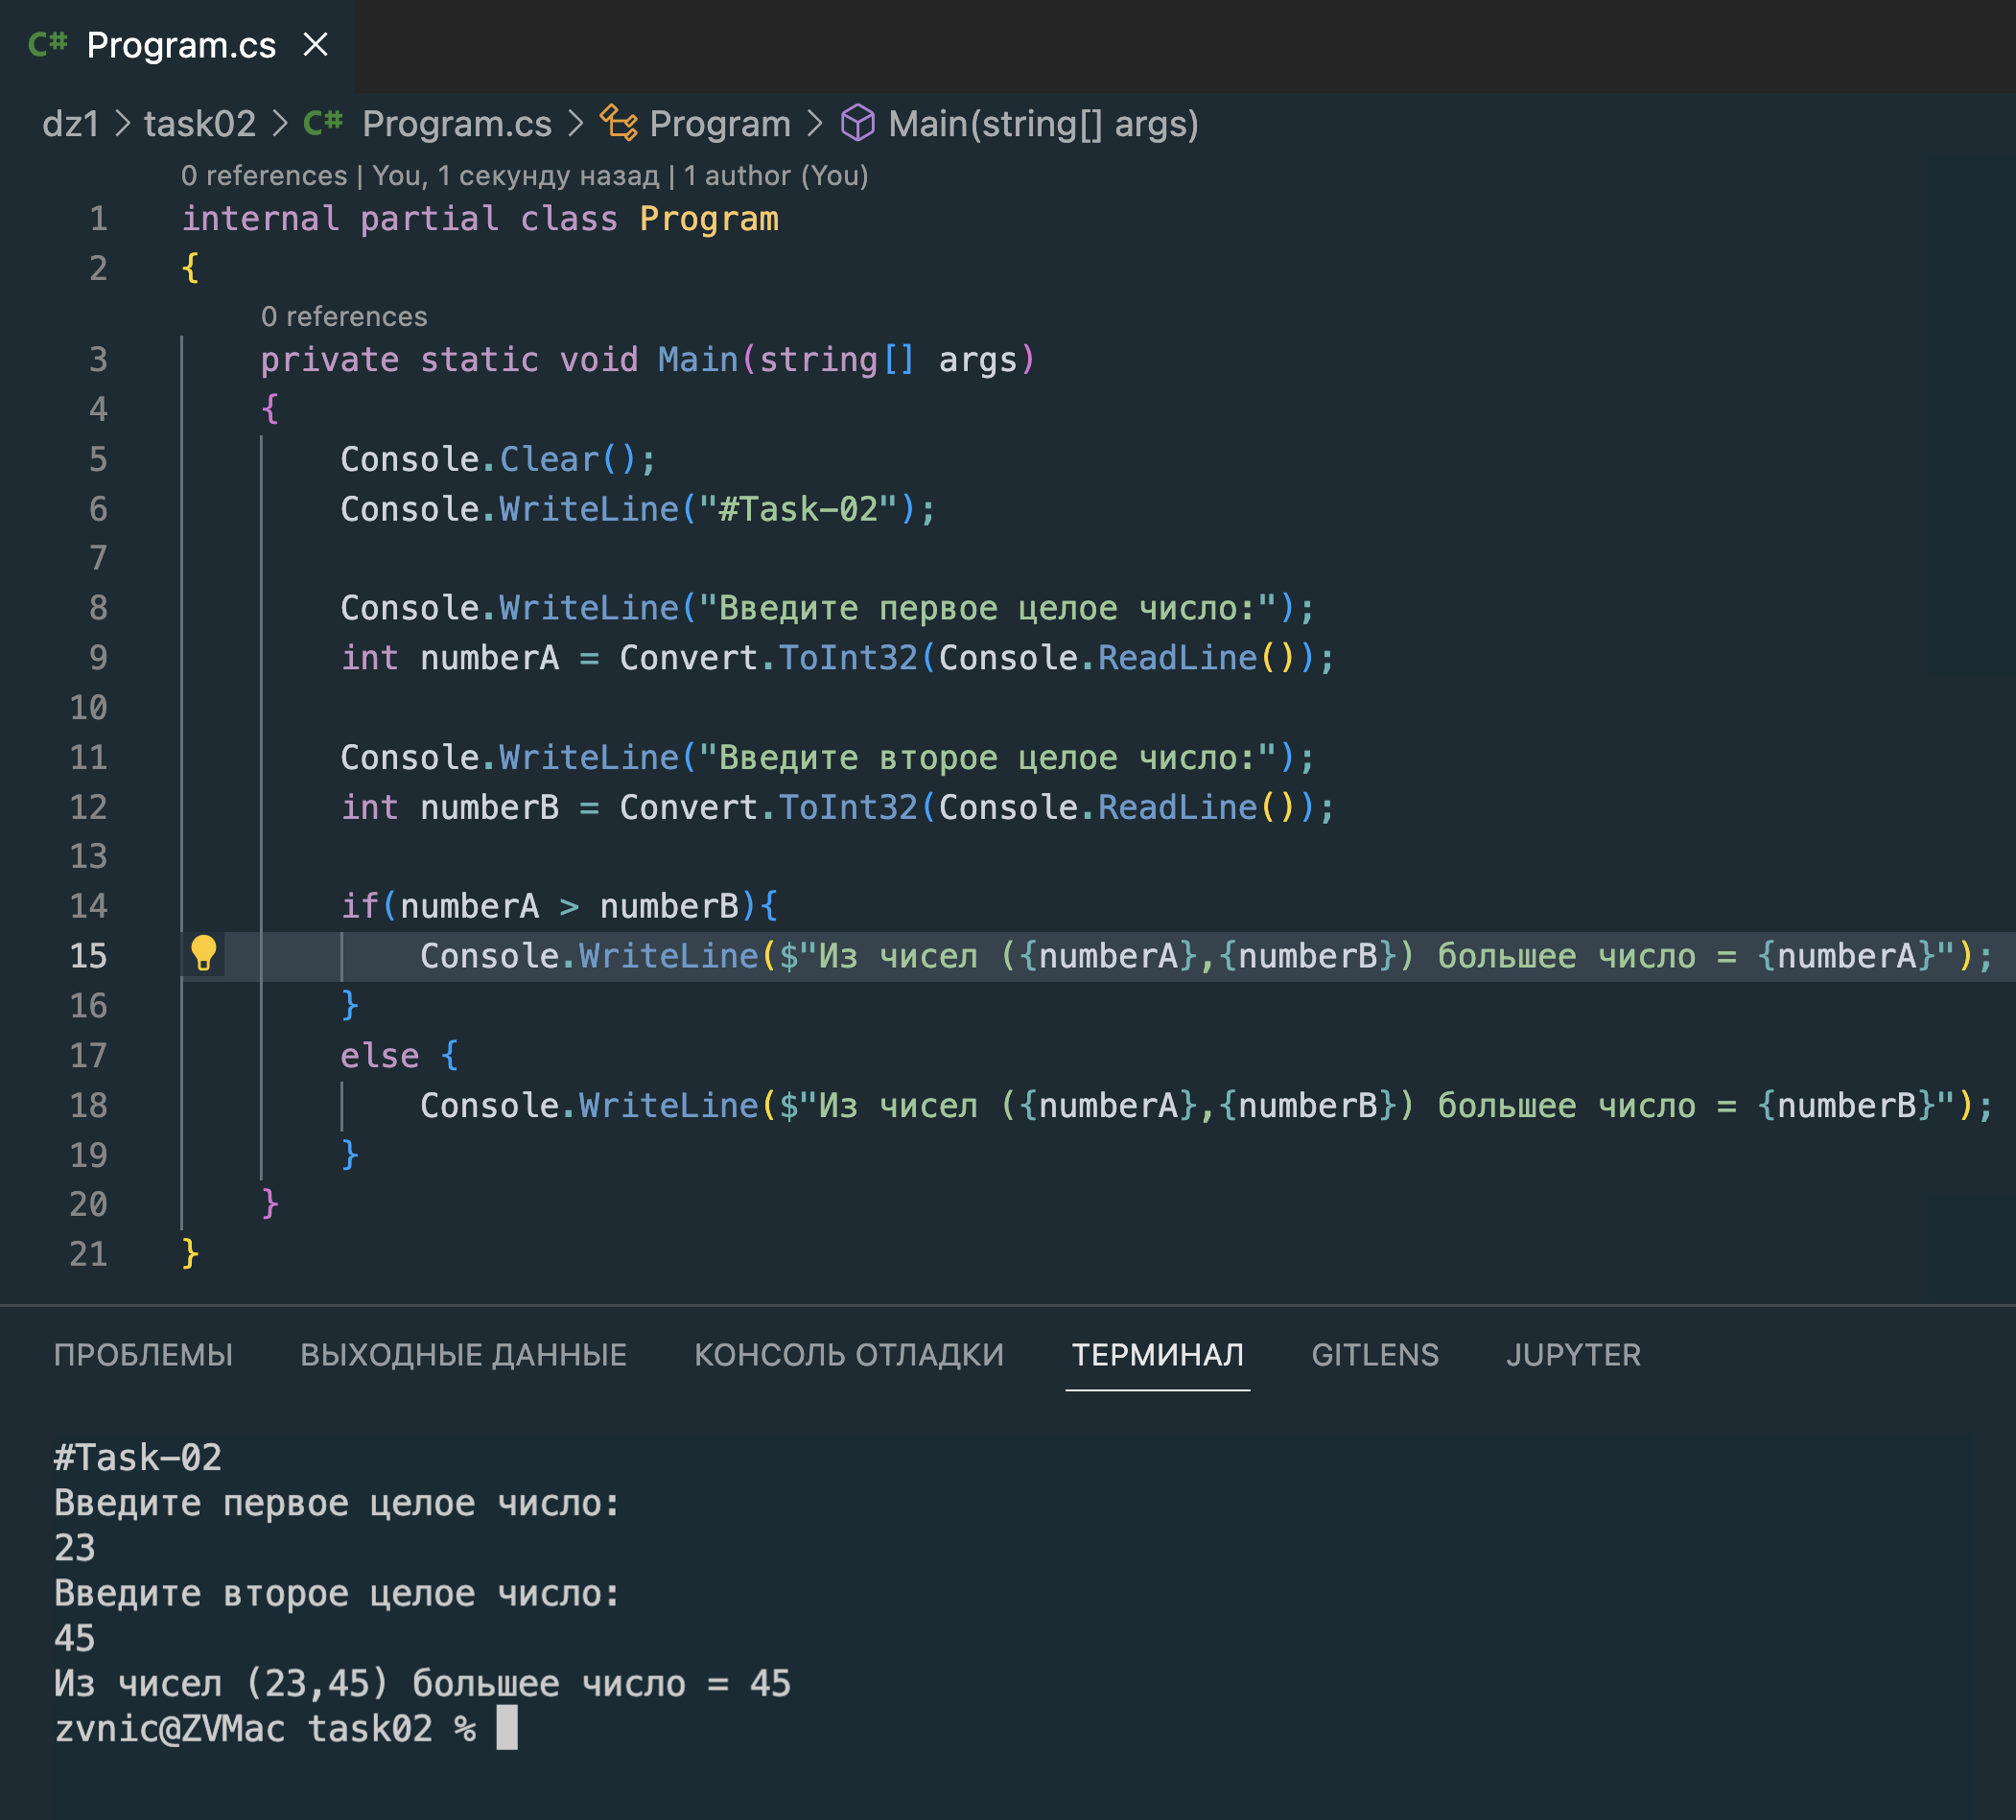 C# Program.cs
dz1 > task02 > C# Program.cs > Program > Main(string[] args)
0 references | You, 1 секунду назад | 1 author (You)
1 internal partial class Program
2 {
0 references
3 private static void Main(string[] args)
4 {
5 Console.Clear();
6 Console.WriteLine("#Task-02");
7
8 Console.WriteLine("Введите первое целое число:");
9 int numberA = Convert.ToInt32(Console.ReadLine());
10
11 Console.WriteLine("Введите второе целое число:");
12 int numberB = Convert.ToInt32(Console.ReadLine());
13
14 if(numberA > numberB){
15 Console.WriteLine($"Из чисел ({numberA},{numberB}) большее число = {numberA}");
16 }
17 else {
18 Console.WriteLine($"Из чисел ({numberA},{numberB}) большее число = {numberB}");
19 }
20 }
21 }
ПРОБЛЕМЫ ВЫХОДНЫЕ ДАННЫЕ КОНСОЛЬ ОТЛАДКИ ТЕРМИНАЛ GITLENS JUPYTER
#Task-02
Введите первое целое число:
23
Введите второе целое число:
45
Из чисел (23,45) большее число = 45
zvnic@ZVMac task02 %